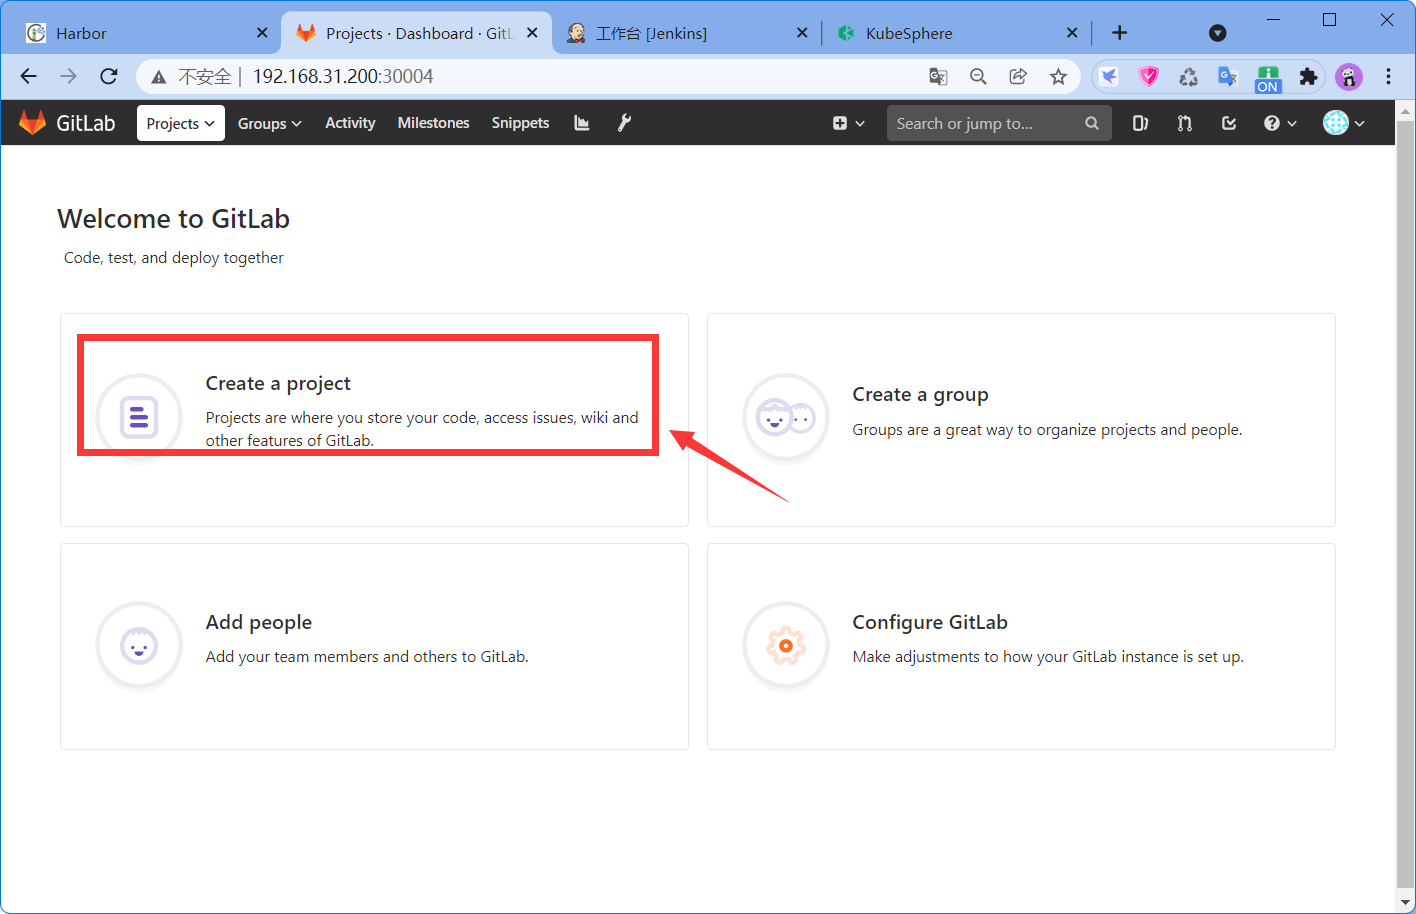 Harbor
Projects · Dashboard · GitL
工作台 [Jenkins]
KubeSphere
不安全 | 192.168.31.200:30004
ON
GitLab Projects Groups Activity Milestones Snippets Search or jump to...
Welcome to GitLab
Code, test, and deploy together
Create a project
Projects are where you store your code, access issues, wiki and
other features of GitLab.
Create a group
Groups are a great way to organize projects and people.
Add people
Add your team members and others to GitLab.
Configure GitLab
Make adjustments to how your GitLab instance is set up.